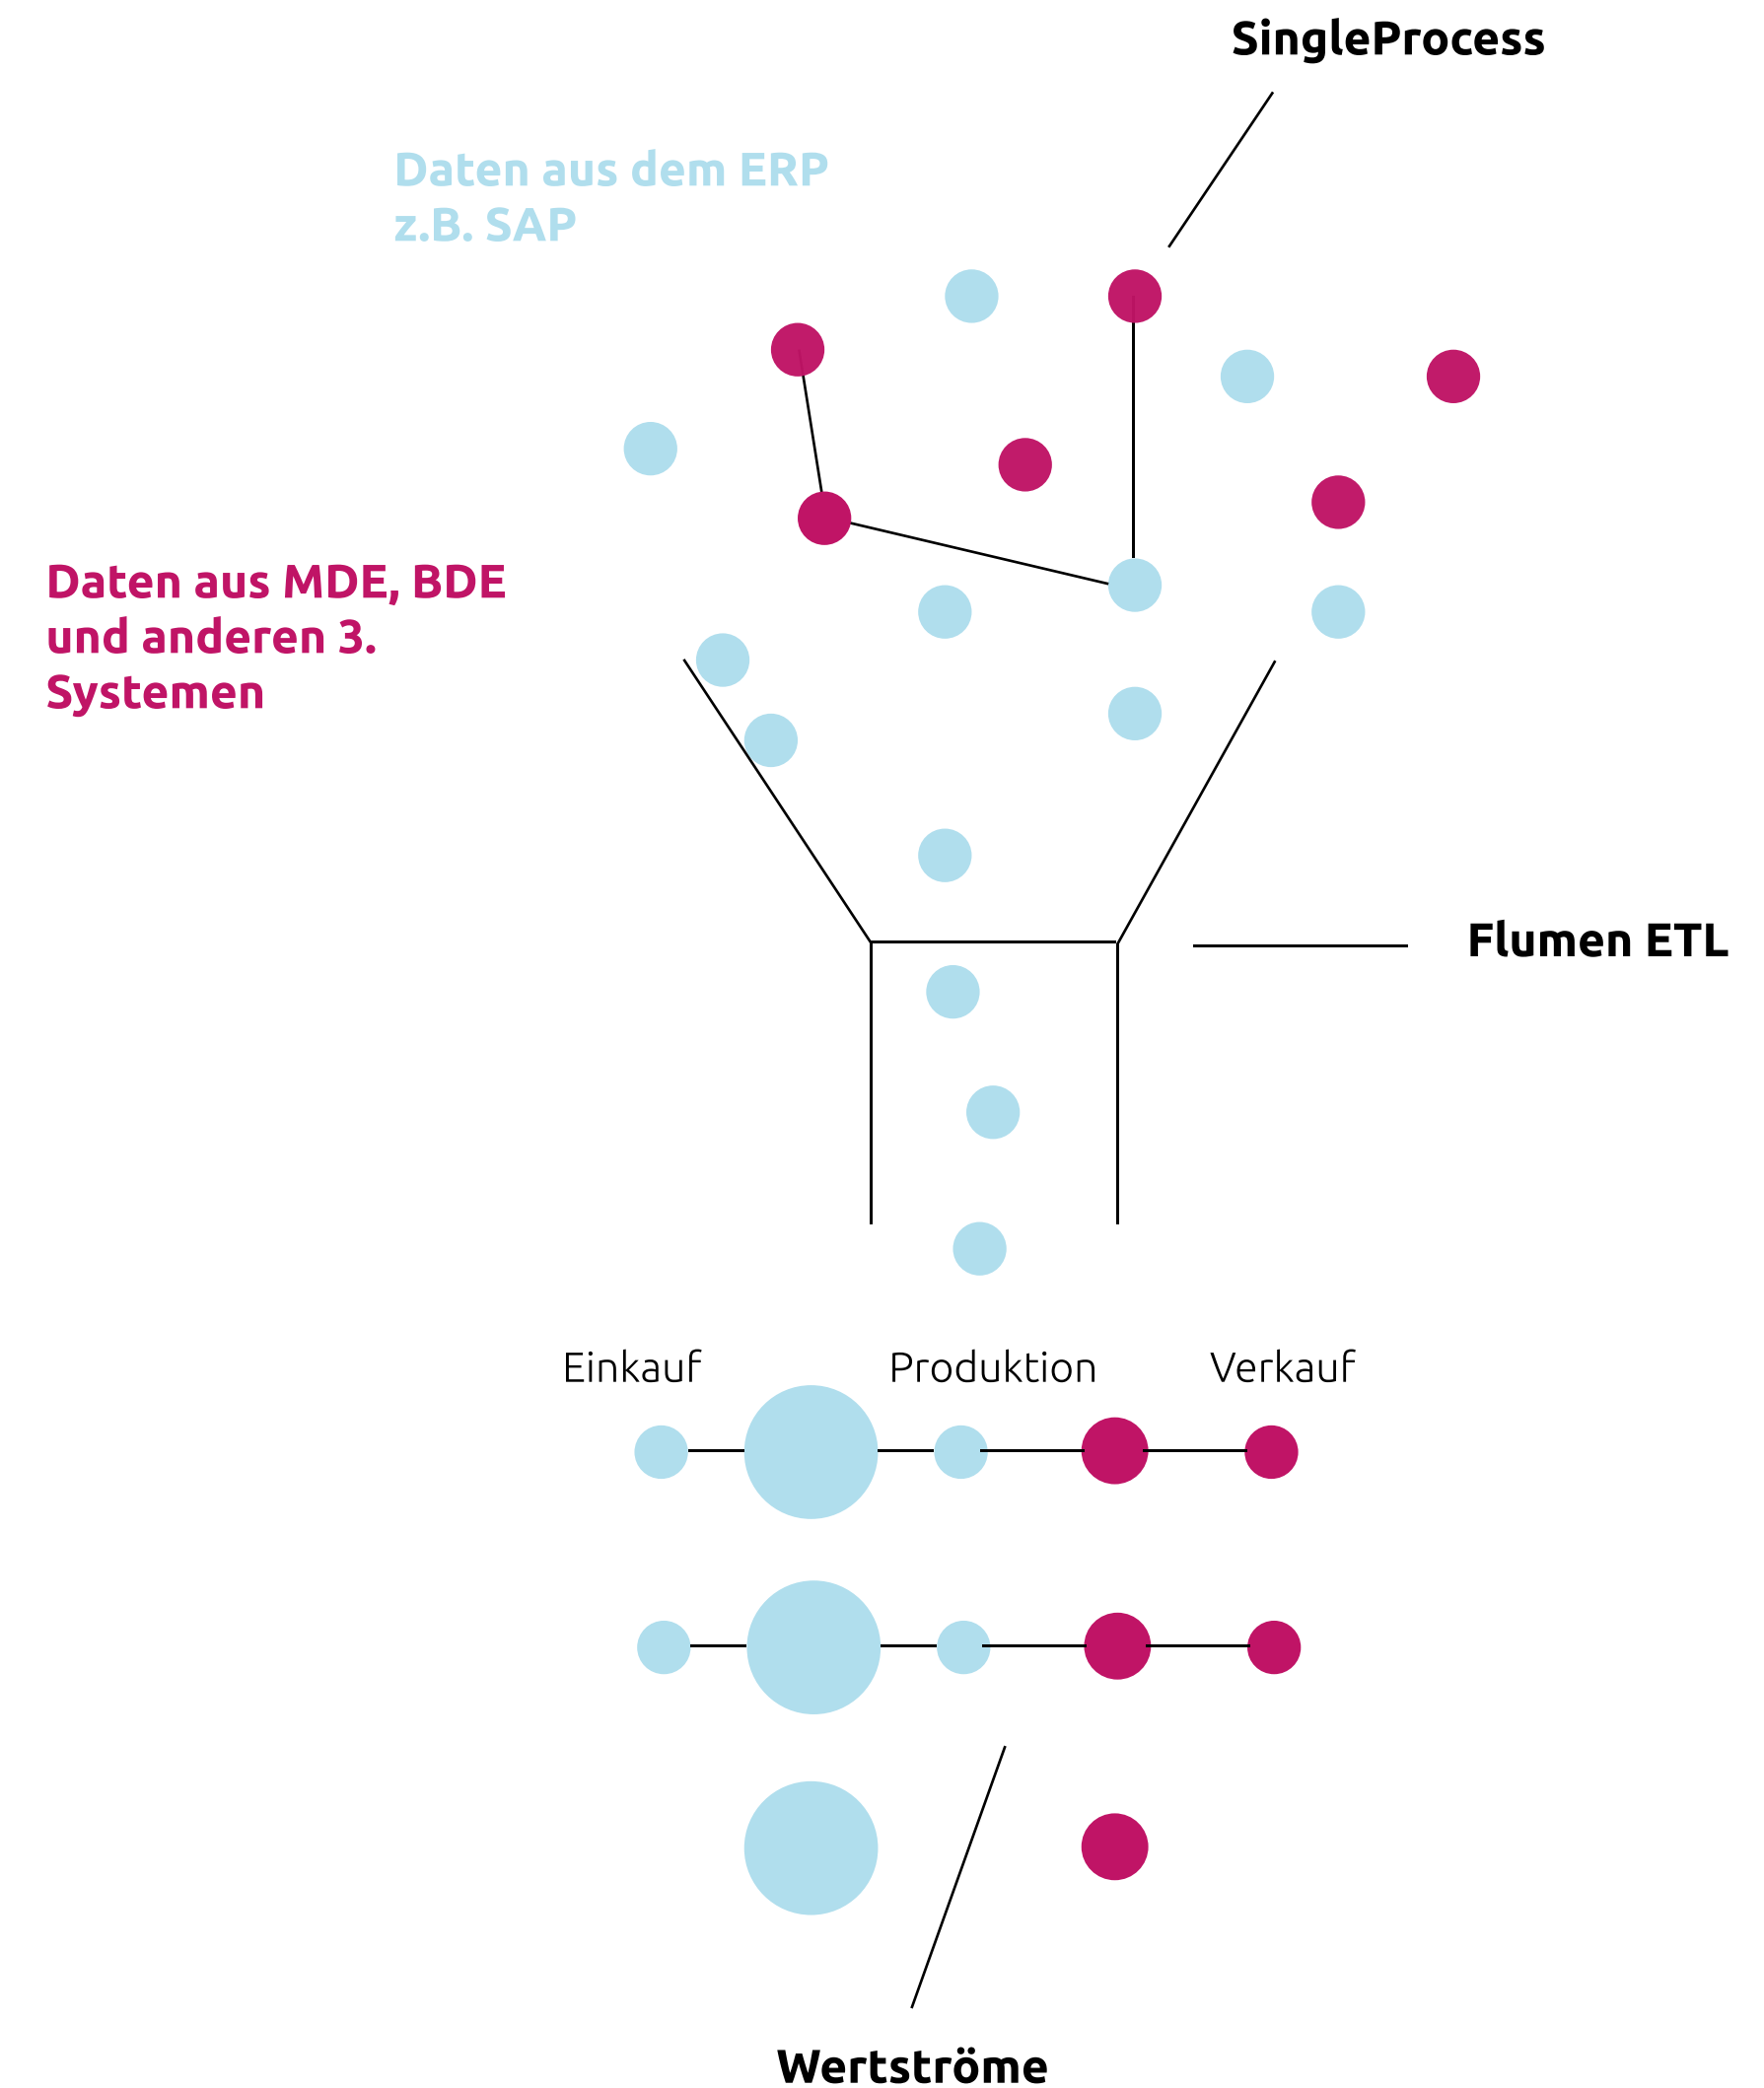 SingleProcess
Daten aus dem ERP
z.B. SAP
Daten aus MDE, BDE
und anderen 3.
Systemen
Flumen ETL
Einkauf
Produktion
Verkauf
Wertströme